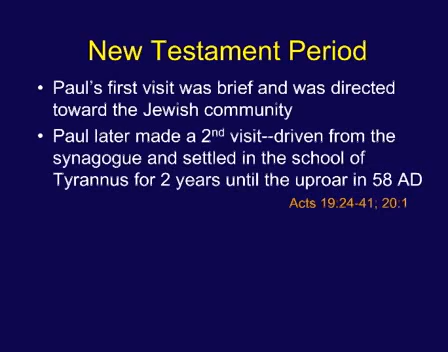 New Testament Period
• Paul's first visit was brief and was directed
toward the Jewish community
• Paul later made a 2nd visit--driven from the
synagogue and settled in the school of
Tyrannus for 2 years until the uproar in 58 AD
Acts 19:24-41; 20:1